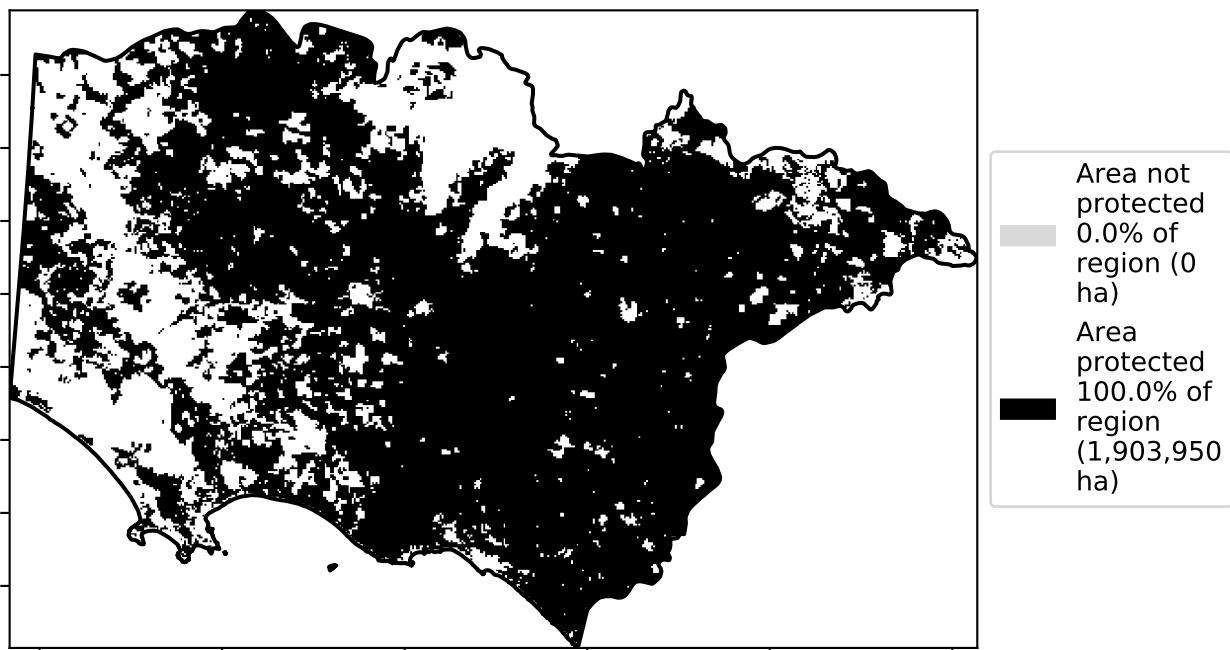 Area not
protected
0.0% of
region (0
ha)
Area
protected
100.0% of
region
(1,903,950
ha)